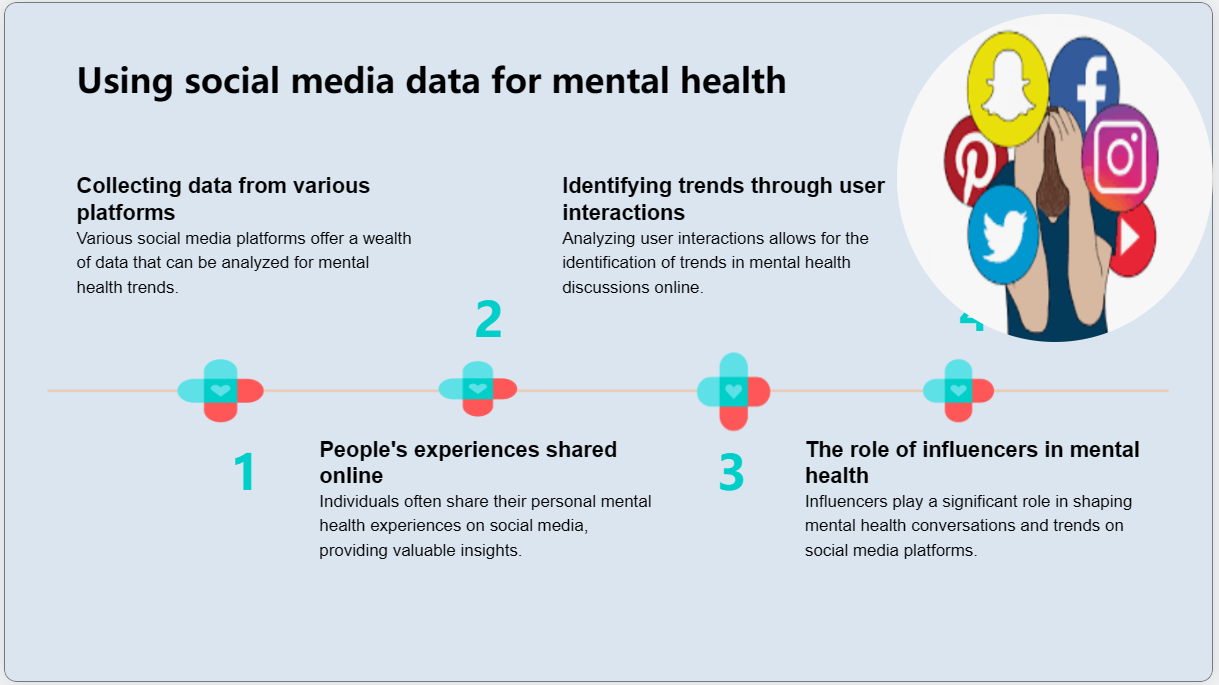 Using social media data for mental health
Collecting data from various
platforms
Various social media platforms offer a wealth
of data that can be analyzed for mental
health trends.
1
2
People's experiences shared
online
Individuals often share their personal mental
health experiences on social media,
providing valuable insights.
Identifying trends through user
interactions
Analyzing user interactions allows for the
identification of trends in mental health
discussions online.
3
4
The role of influencers in mental
health
Influencers play a significant role in shaping
mental health conversations and trends on
social media platforms.